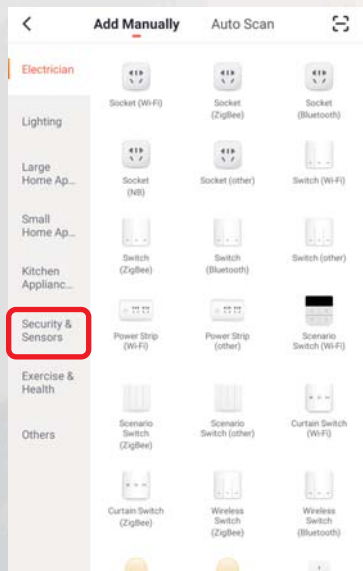 Add Manually
Auto Scan
Electrician
Lighting
Large
Home Ap...
Small
Home Ap...
Kitchen
Applianc...
Security &
Sensors
Exercise &
Health
Others
Socket (Wi-Fi)
Socket
(ZigBee)
Socket
(Bluetooth)
Socket
(NB)
Socket (other)
Switch (Wi-Fi)
Switch
(ZigBee)
Switch
(Bluetooth)
Switch (other)
Power Strip
(Wi-Fi)
Power Strip
(other)
Scenario
Switch (Wi-Fi)
Scenario
Switch
(ZigBee)
Scenario
Switch (other)
Curtain Switch
(Wi-Fi)
Curtain Switch
(ZigBee)
Wireless
Switch
(ZigBee)
Wireless
Switch
(Bluetooth)